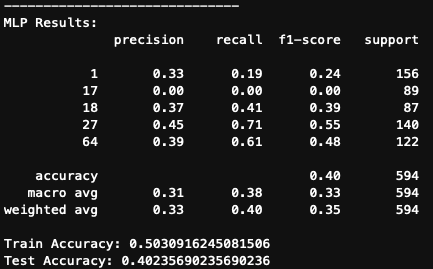 ------------------------------
MLP Results:
              precision    recall  f1-score   support

           1       0.33      0.19      0.24       156
          17       0.00      0.00      0.00        89
          18       0.37      0.41      0.39        87
          27       0.45      0.71      0.55       140
          64       0.39      0.61      0.48       122

    accuracy                           0.40       594
   macro avg       0.31      0.38      0.33       594
weighted avg       0.33      0.40      0.35       594

Train Accuracy: 0.5030916245081506
Test Accuracy: 0.40235690235690236